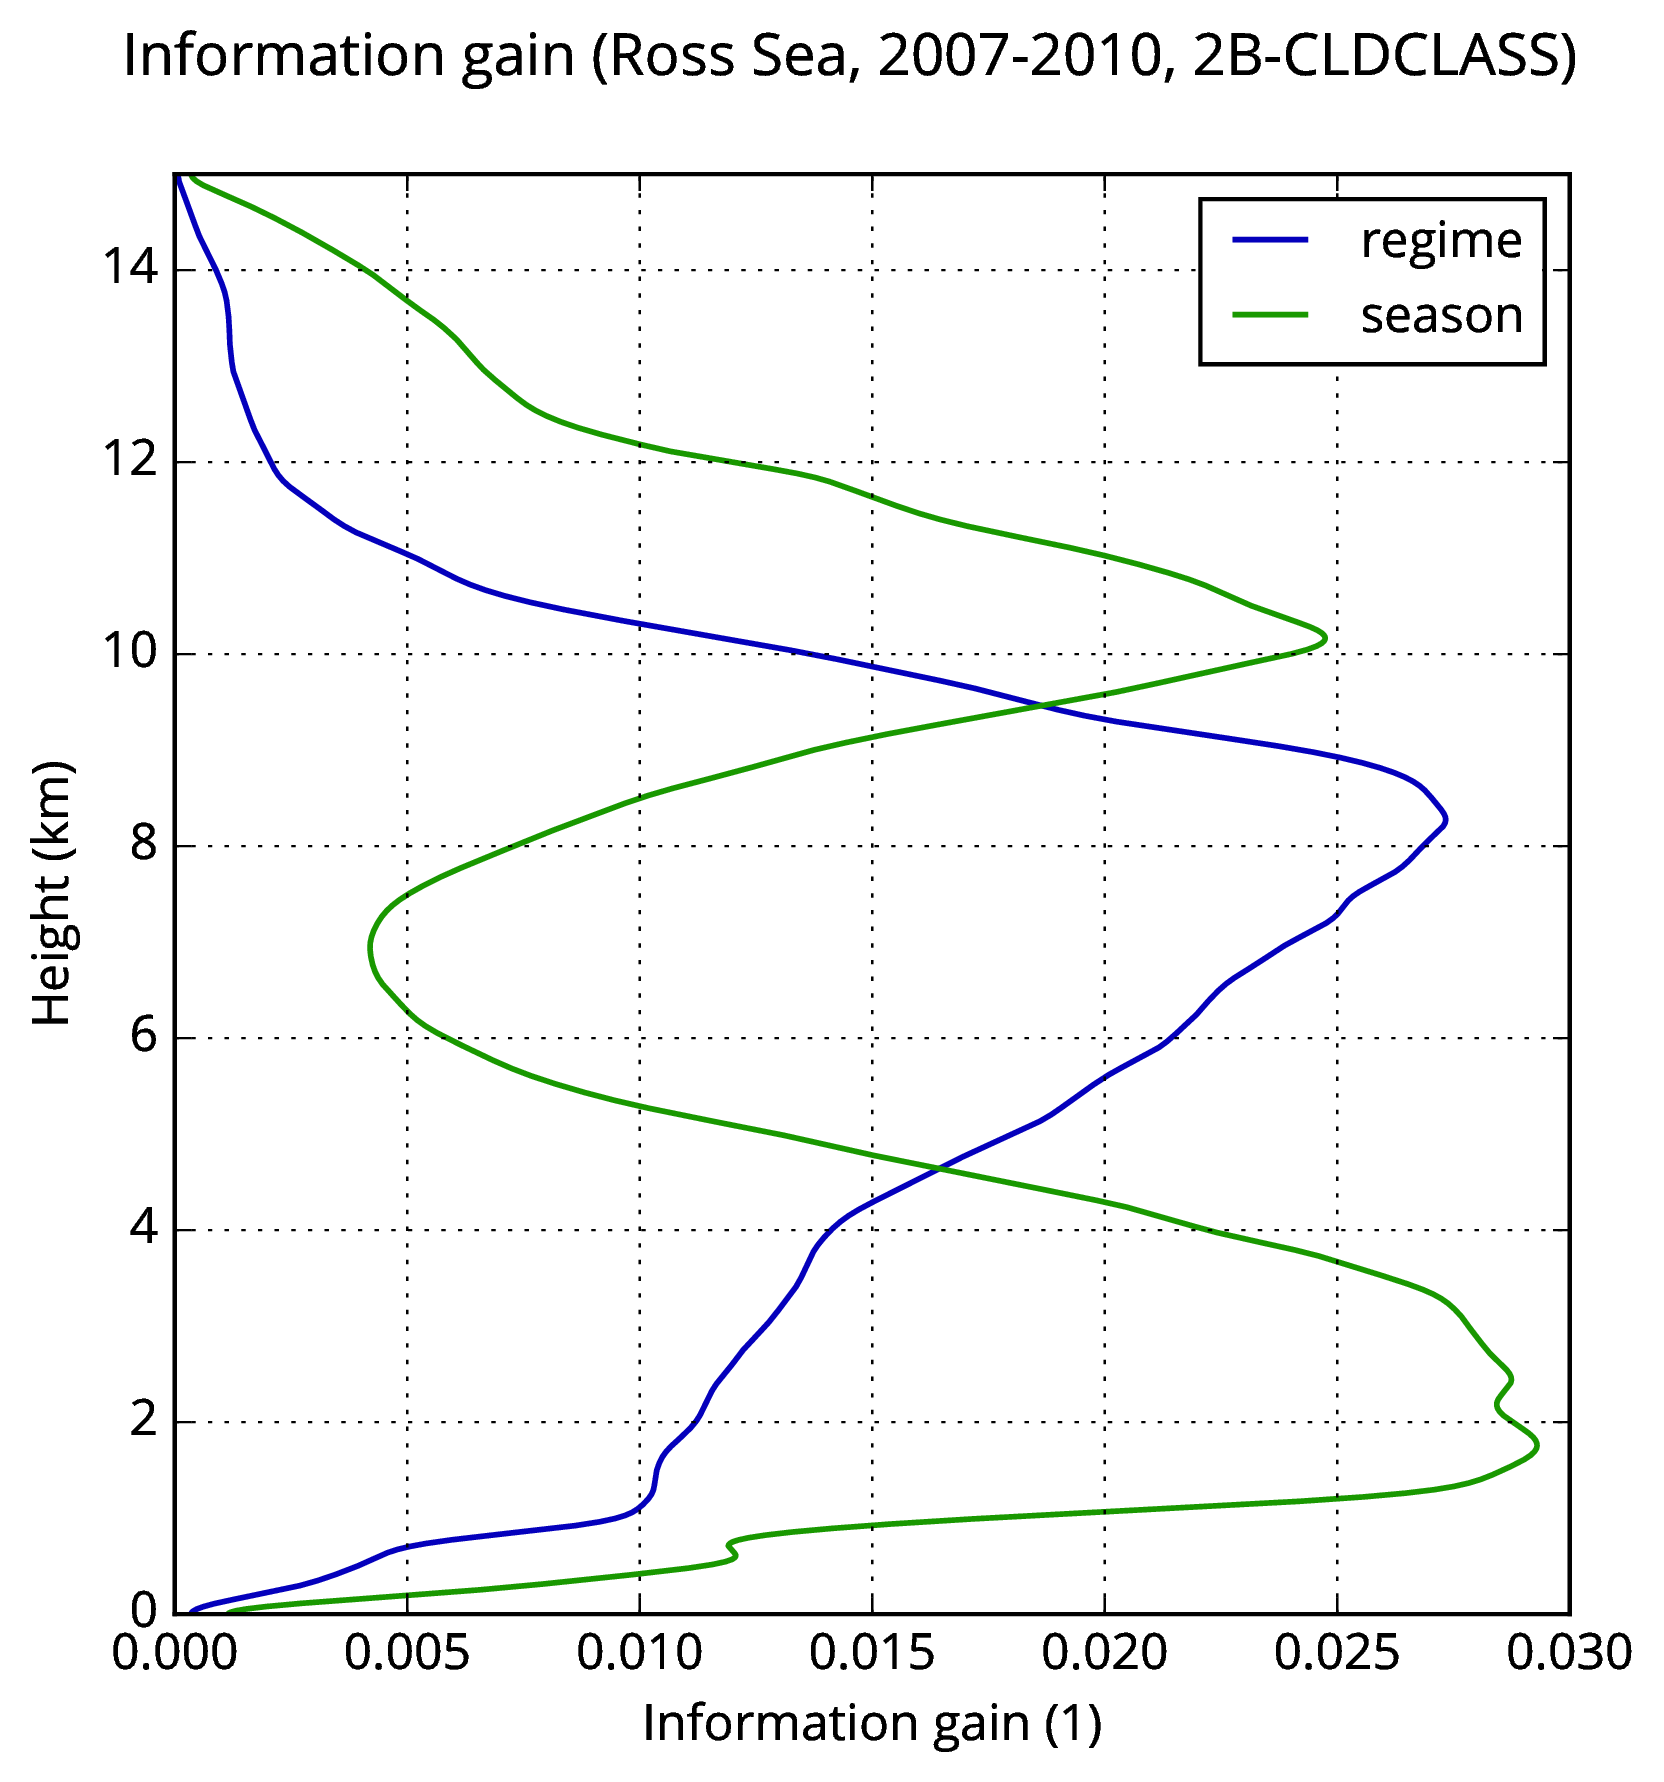 Information gain (Ross Sea, 2007-2010, 2B-CLDCLASS)
regime
season
14
12
10
8
6
4
2
0
Height (km)
0.000 0.005 0.010 0.015 0.020 0.025 0.030
Information gain (1)